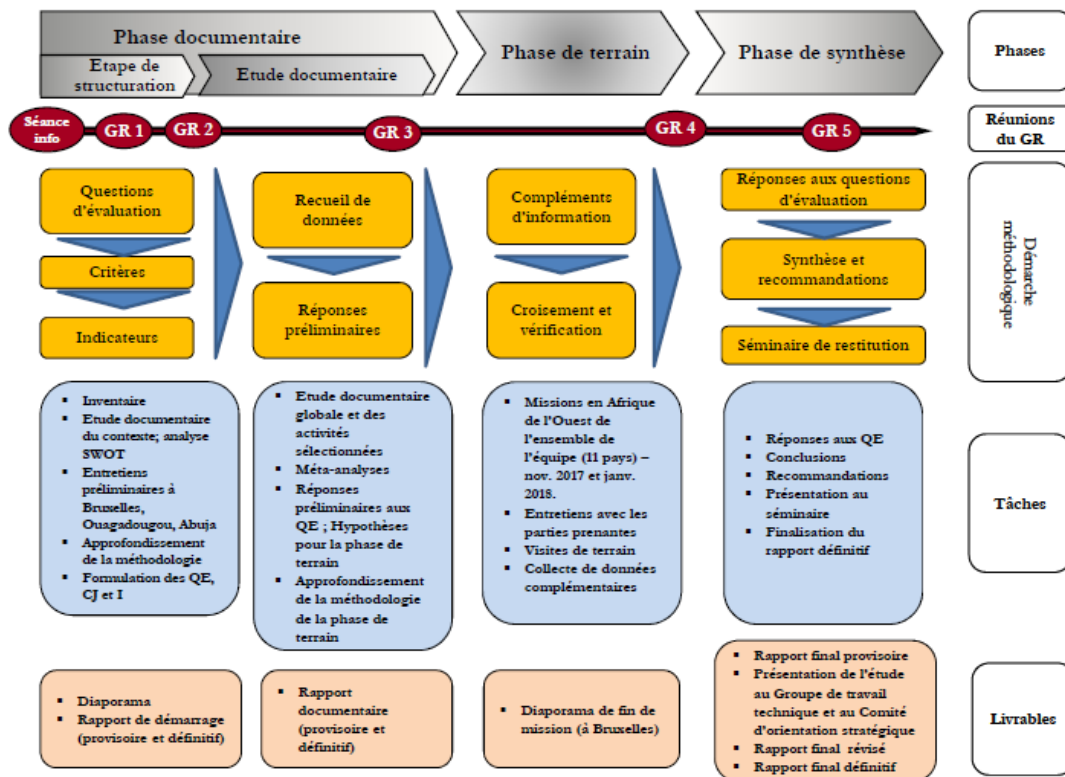 Phase documentaire
Etape de
structuration
Etude documentaire
Phase de terrain
Phase de synthèse
Phases
Séance
info
GR 1
GR 2
GR 3
GR 4
GR 5
Réunions
du GR
Questions
d'évaluation
Critères
Indicateurs
Recueil de
données
Réponses
préliminaires
Compléments
d'information
Croisement et
vérification
Réponses aux questions
d'évaluation
Synthèse et
recommandations
Séminaire de restitution
Démarche
méthodologique
▪ Inventaire
▪ Etude documentaire
du contexte; analyse
SWOT
▪ Entretiens
préliminaires à
Bruxelles,
Ouagadougou, Abuja
▪ Approfondissement
de la méthodologie
▪ Formulation des QE,
CJ et I
▪ Etude documentaire
globale et des
activités
sélectionnées
▪ Méta-analyses
▪ Réponses
préliminaires aux
QE ; Hypothèses
pour la phase de
terrain
▪ Approfondissement
de la méthodologie
de la phase de
terrain
▪ Missions en Afrique
de l'Ouest de
l'ensemble de
l'équipe (11 pays) –
nov. 2017 et janv.
2018.
▪ Entretiens avec les
parties prenantes
▪ Visites de terrain
▪ Collecte de données
complémentaires
▪ Réponses aux QE
▪ Conclusions
▪ Recommandations
▪ Présentation au
séminaire
▪ Finalisation du
rapport définitif
Tâches
▪ Diaporama
▪ Rapport de démarrage
(provisoire et définitif)
▪ Rapport
documentaire
(provisoire et
définitif)
▪ Diaporama de fin de
mission (à Bruxelles)
▪ Rapport final provisoire
▪ Présentation de l'étude
au Groupe de travail
technique et au Comité
d'orientation stratégique
▪ Rapport final révisé
▪ Rapport final définitif
Livrables